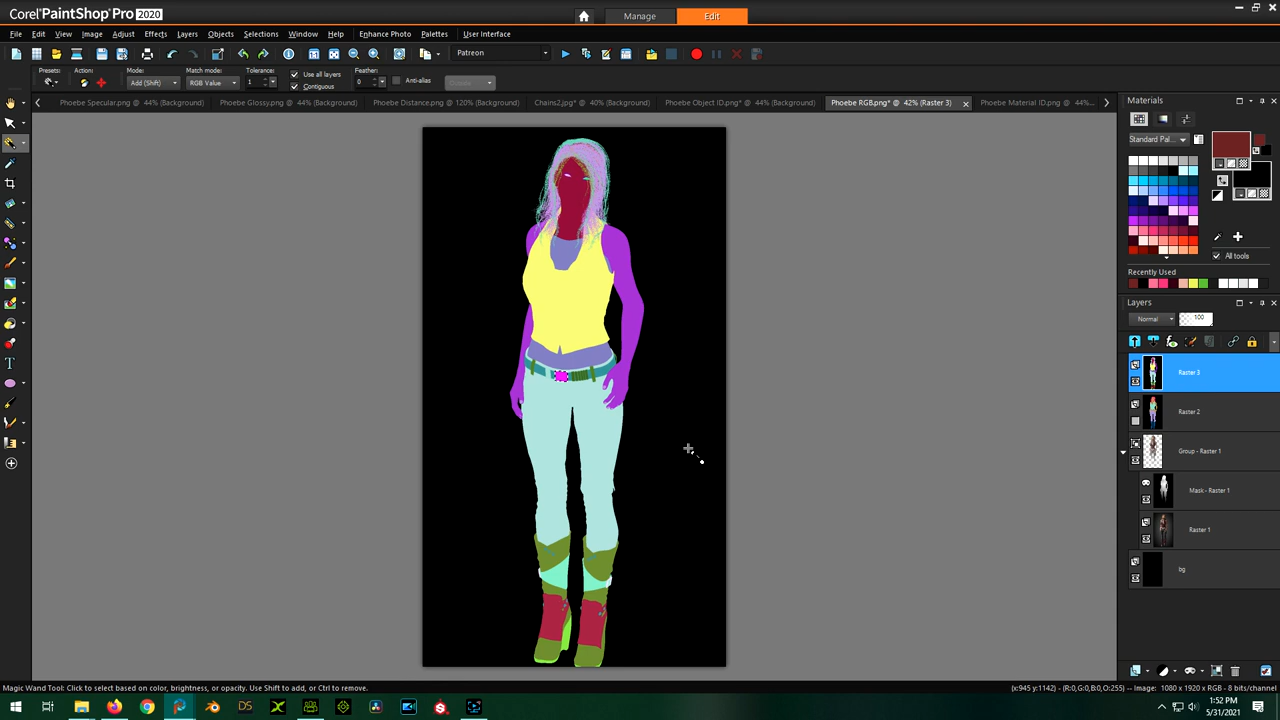 Corel® PaintShop® Pro 2020
Manage
Edit
File Edit View Image Adjust Effects Layers Objects Selections Window Help Enhance Photo Palettes User Interface
Patreon
Presets: Action: Mode: Match mode: Tolerance: Use all layers Feather:
Add (Shift) RGB Value 1 Contiguous 0 Anti-alias Outside
Phoebe Specular.png @ 44% (Background) Phoebe Glossy.png @ 44% (Background) Phoebe Distance.png @ 120% (Background) Chains2.jpg* @ 40% (Background) Phoebe Object ID.png* @ 44% (Background) Phoebe RGB.png* @ 42% (Raster 3) Phoebe Material ID.png @ 44%...
Materials
Standard Pal...
All tools
Recently Used
Layers
Normal 100
Raster 3
Raster 2
Group - Raster 1
Mask - Raster 1
Raster 1
bg
Magic Wand Tool: Click to select based on color, brightness, or opacity. Use Shift to add, or Ctrl to remove.
(x:945 y:1142) -- (R:0,G:0,B:0,O:255) -- Image: 1080 x 1920 x RGB - 8 bits/channel
DS
1:52 PM
5/31/2021